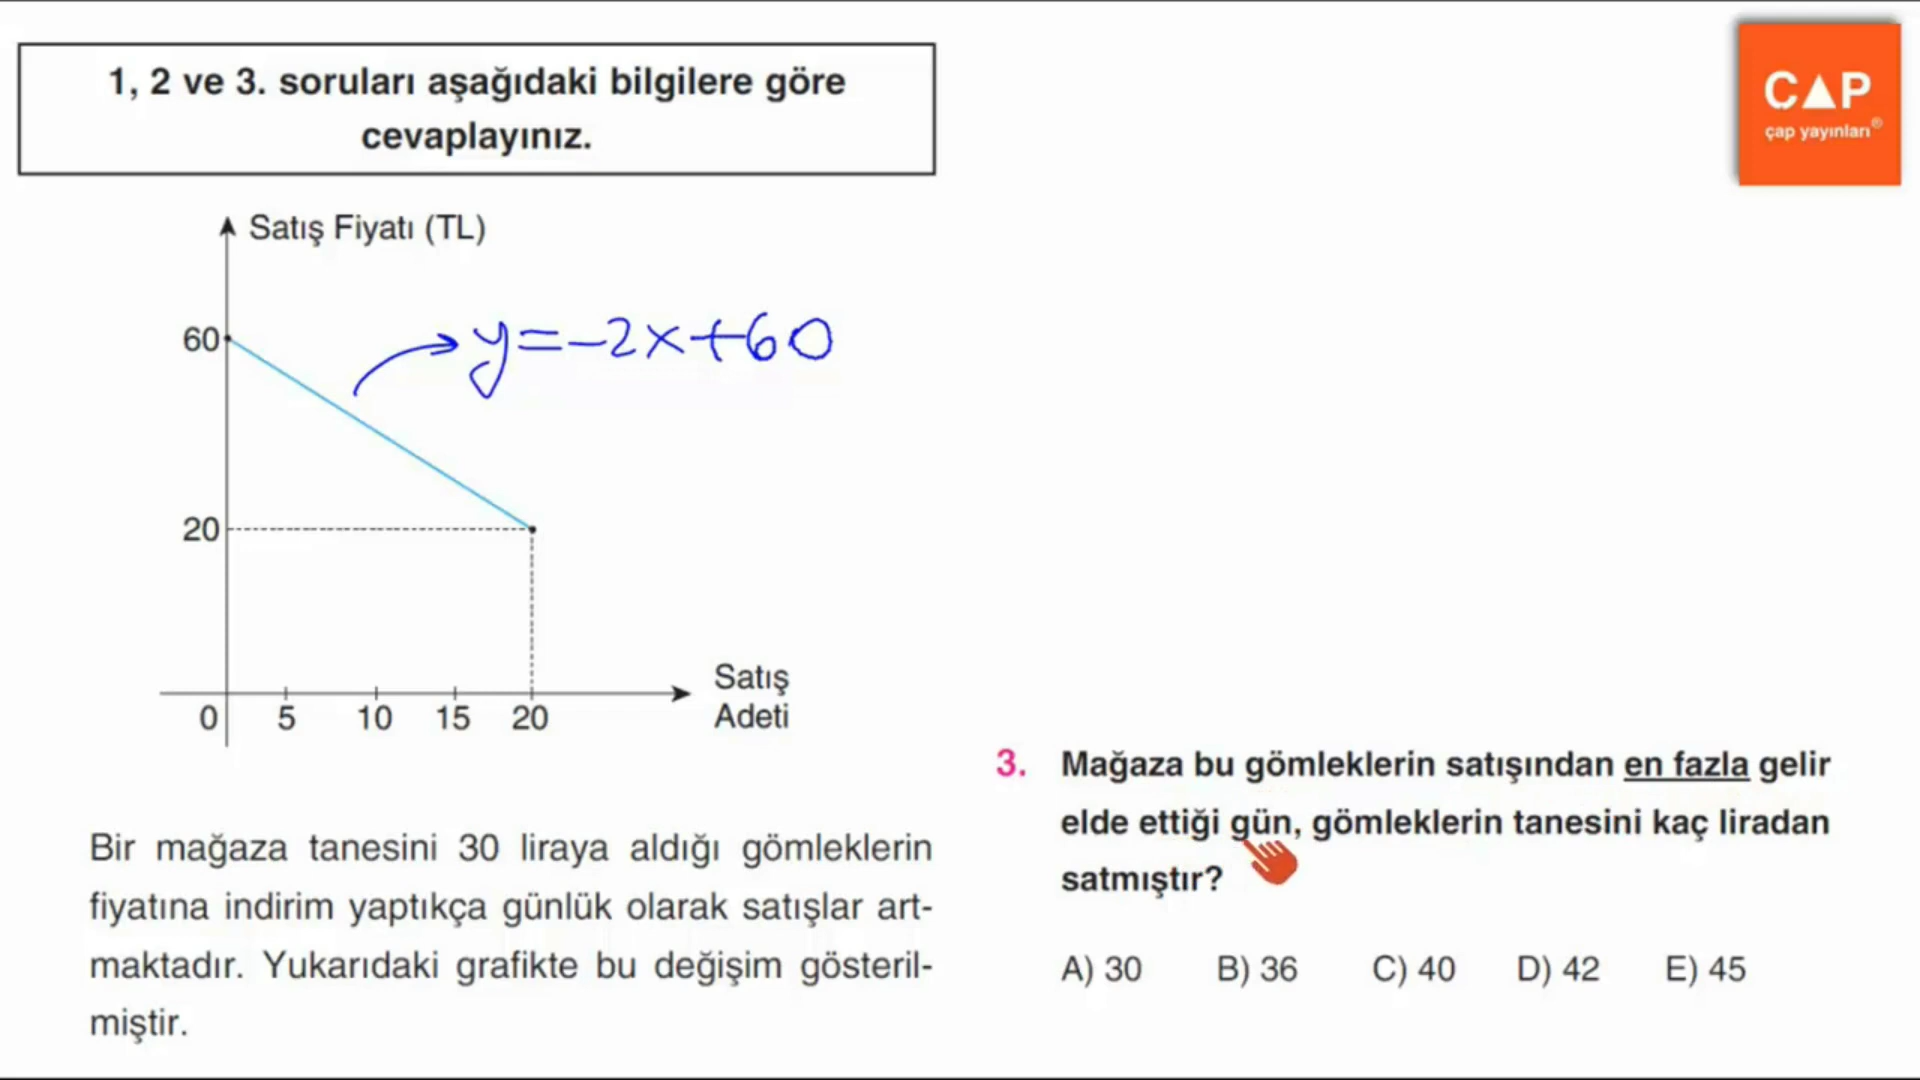 1, 2 ve 3. soruları aşağıdaki bilgilere göre
cevaplayınız.
ÇAP
çap yayınları®
Satış Fiyatı (TL)
60
y=-2x+60
20
0 5 10 15 20
Satış
Adeti
Bir mağaza tanesini 30 liraya aldığı gömleklerin
fiyatına indirim yaptıkça günlük olarak satışlar art-
maktadır. Yukarıdaki grafikte bu değişim gösteril-
miştir.
3. Mağaza bu gömleklerin satışından en fazla gelir
elde ettiği gün, gömleklerin tanesini kaç liradan
satmıştır?
A) 30 B) 36 C) 40 D) 42 E) 45